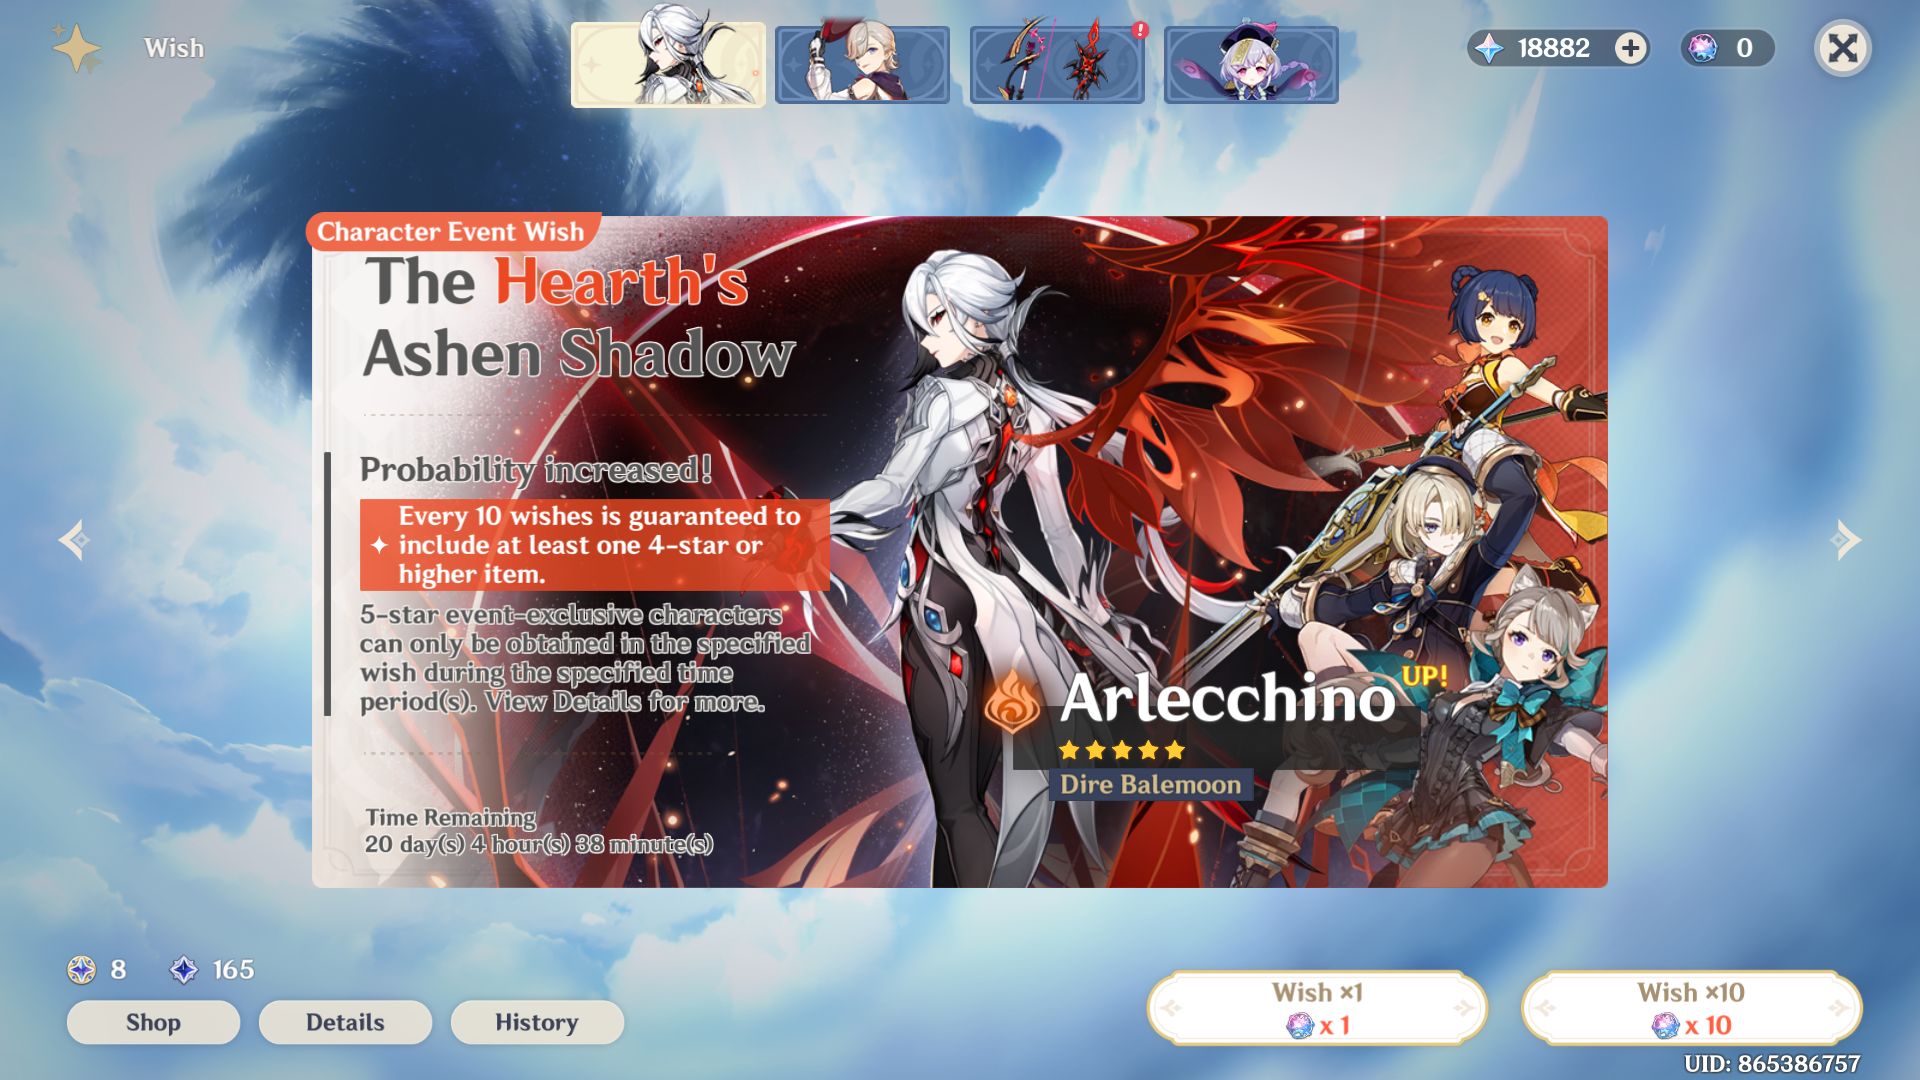 Wish
18882
0
Character Event Wish
The Hearth's
Ashen Shadow
Probability increased!
Every 10 wishes is guaranteed to
include at least one 4-star or
higher item.
5-star event-exclusive characters
can only be obtained in the specified
wish during the specified time
period(s). View Details for more.
Time Remaining
20 day(s) 4 hour(s) 38 minute(s)
UP!
Arlecchino
Dire Balemoon
8
165
Shop
Details
History
Wish ×1
x 1
Wish ×10
x 10
UID: 865386757